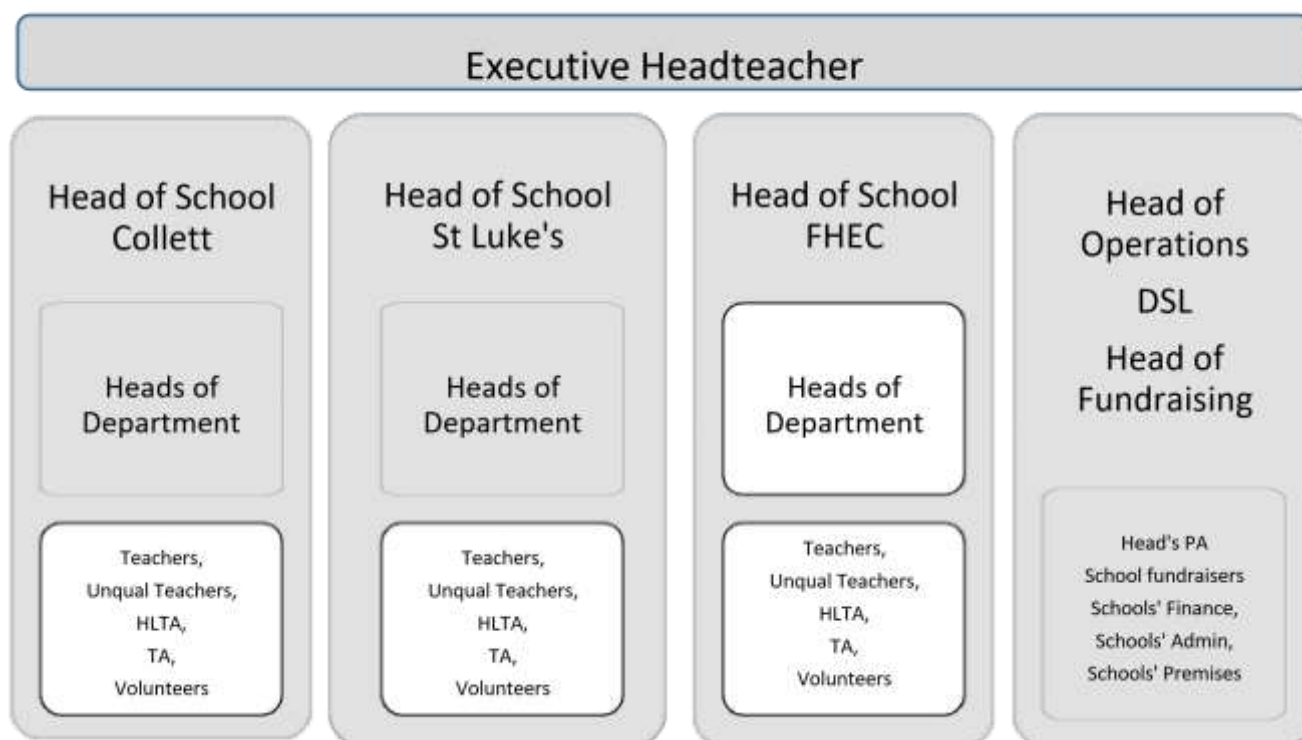 Executive Headteacher
Head of School
Collett
Heads of
Department
Teachers,
Unqual Teachers,
HLTA,
TA,
Volunteers
Head of School
St Luke's
Heads of
Department
Teachers,
Unqual Teachers,
HLTA,
TA,
Volunteers
Head of School
FHEC
Heads of
Department
Teachers,
Unqual Teachers,
HLTA,
TA,
Volunteers
Head of
Operations
DSL
Head of
Fundraising
Head's PA
School fundraisers
Schools' Finance,
Schools' Admin,
Schools' Premises